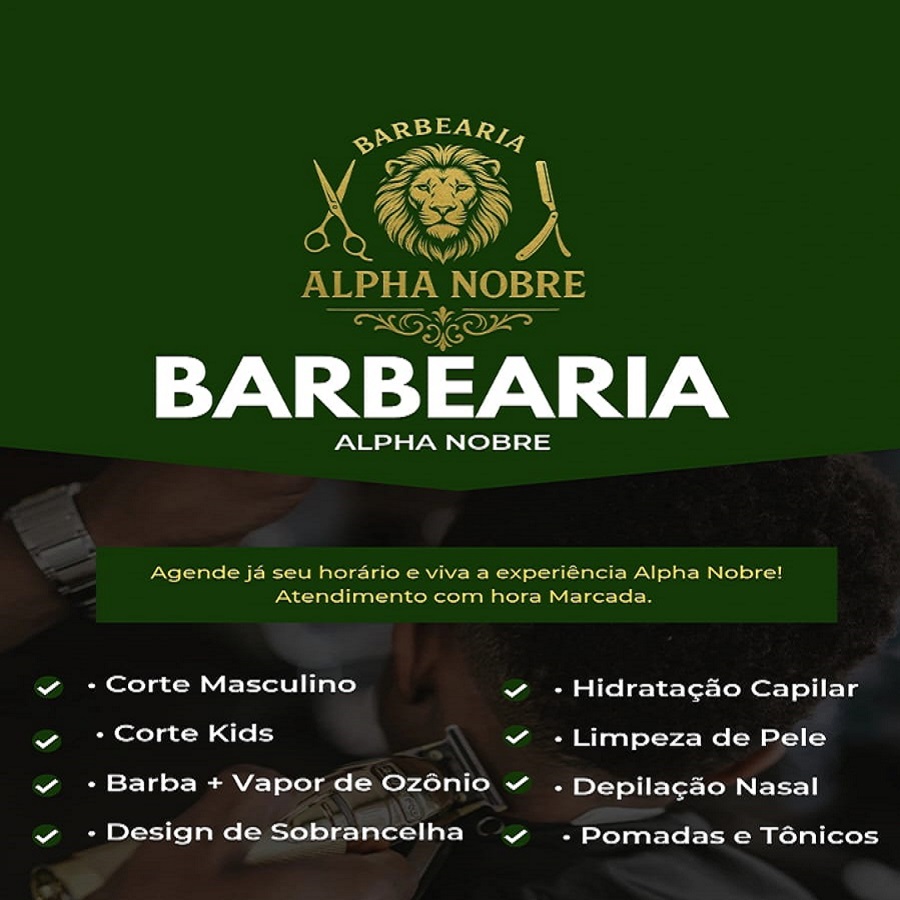 BARBEARIA
ALPHA NOBRE
BARBEARIA
ALPHA NOBRE
Agende já seu horário e viva a experiência Alpha Nobre!
Atendimento com hora Marcada.
• Corte Masculino
• Corte Kids
• Barba + Vapor de Ozônio
• Design de Sobrancelha
• Hidratação Capilar
• Limpeza de Pele
• Depilação Nasal
• Pomadas e Tônicos